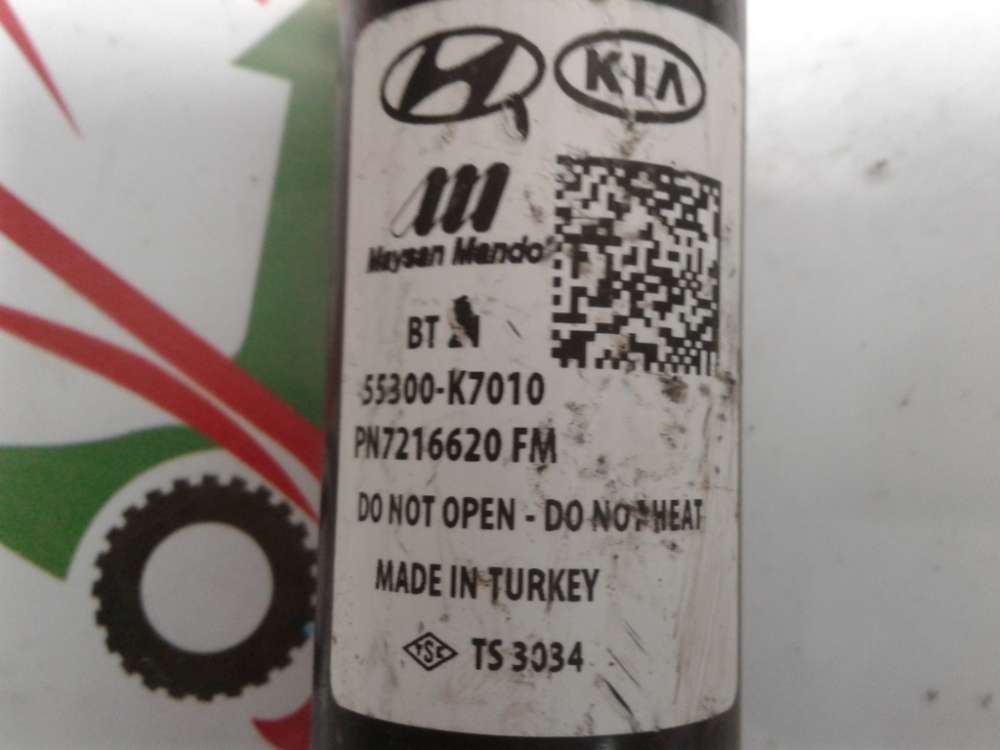 KIA
Maysan Mando
BT
55300-K7010
PN7216620 FM
DO NOT OPEN - DO NOT HEAT
MADE IN TURKEY
TSE TS 3034